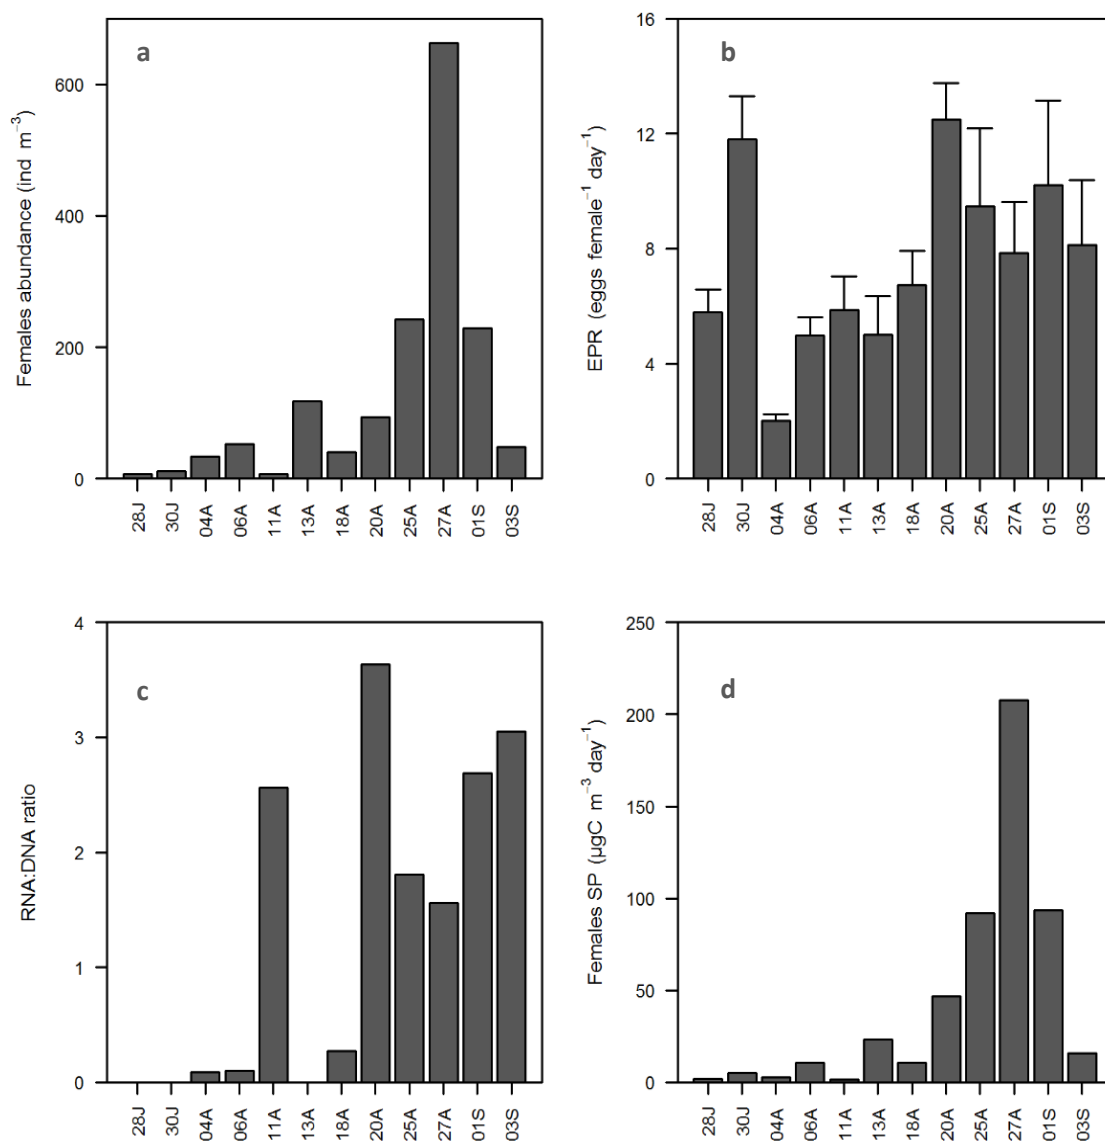 a
Females abundance (ind m⁻³)
600
400
200
0
28J 30J 04A 06A 11A 13A 18A 20A 25A 27A 01S 03S
b
EPR (eggs female⁻¹ day⁻¹)
16
12
8
4
0
28J 30J 04A 06A 11A 13A 18A 20A 25A 27A 01S 03S
c
RNA:DNA ratio
4
3
2
1
0
28J 30J 04A 06A 11A 13A 18A 20A 25A 27A 01S 03S
d
Females SP (µgC m⁻³ day⁻¹)
250
200
150
100
50
0
28J 30J 04A 06A 11A 13A 18A 20A 25A 27A 01S 03S